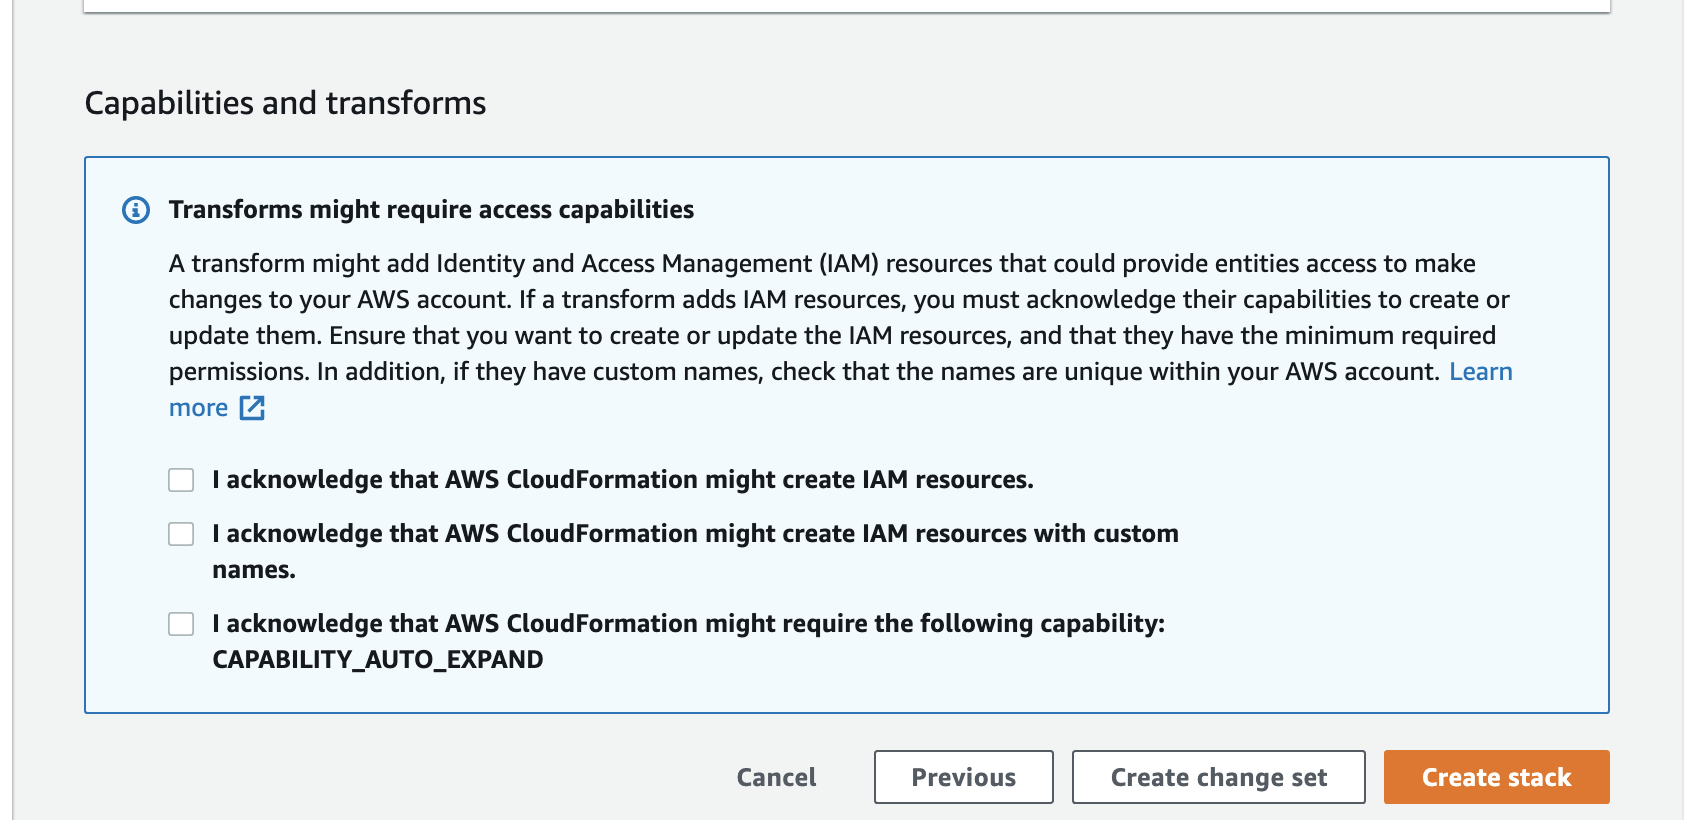 Capabilities and transforms
Transforms might require access capabilities
A transform might add Identity and Access Management (IAM) resources that could provide entities access to make
changes to your AWS account. If a transform adds IAM resources, you must acknowledge their capabilities to create or
update them. Ensure that you want to create or update the IAM resources, and that they have the minimum required
permissions. In addition, if they have custom names, check that the names are unique within your AWS account. Learn
more
I acknowledge that AWS CloudFormation might create IAM resources.
I acknowledge that AWS CloudFormation might create IAM resources with custom
names.
I acknowledge that AWS CloudFormation might require the following capability:
CAPABILITY_AUTO_EXPAND
Cancel Previous Create change set Create stack